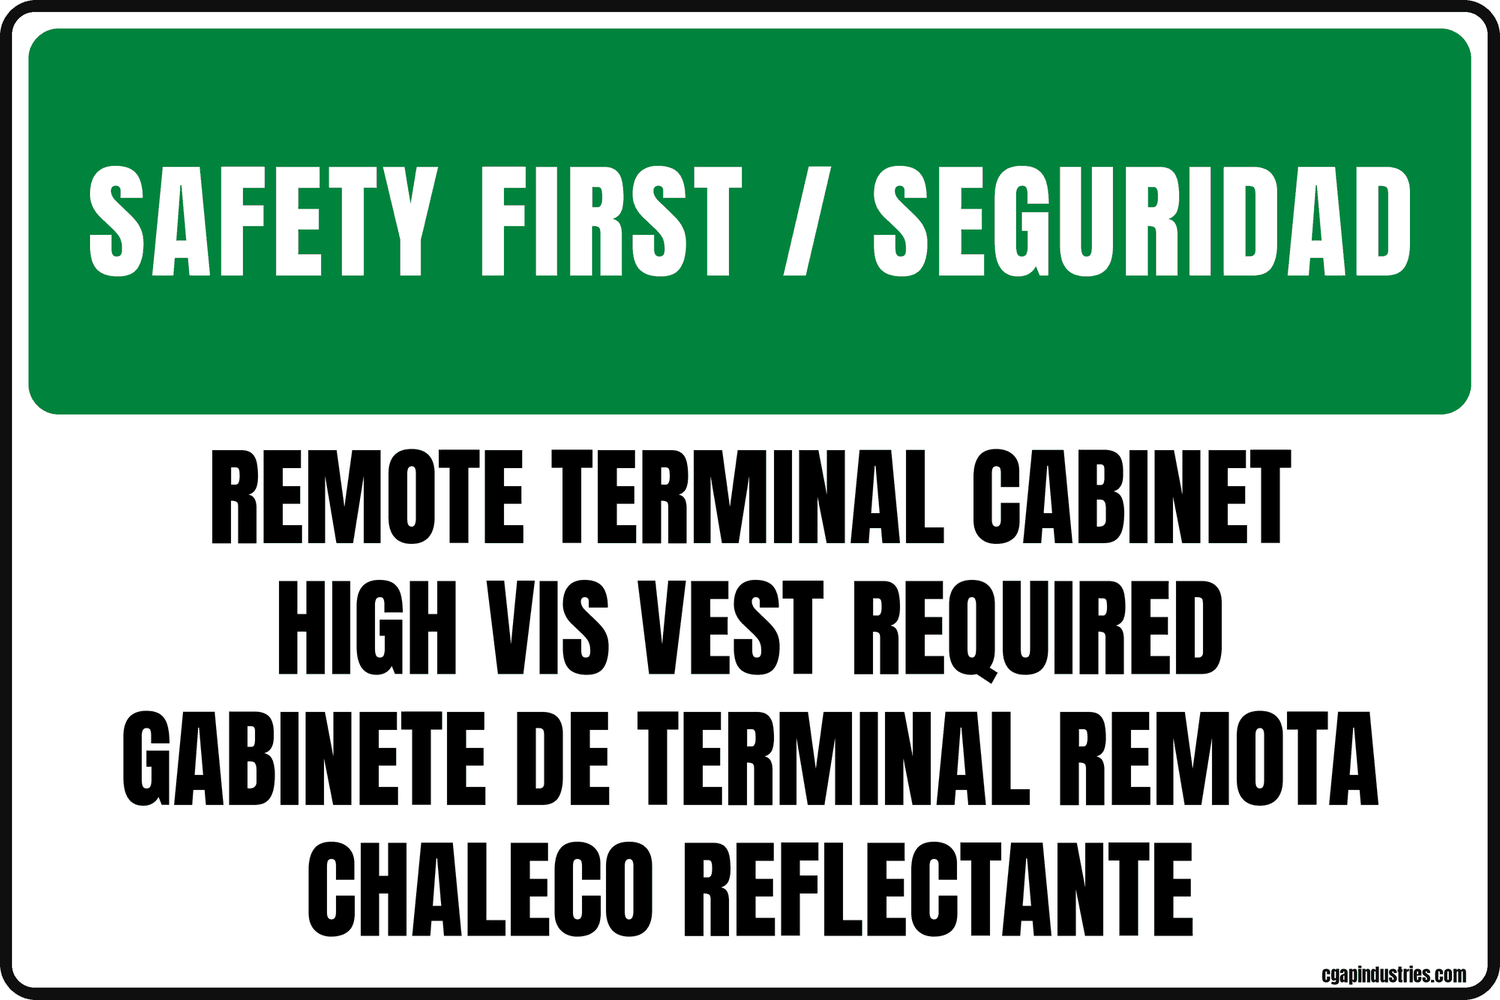 SAFETY FIRST / SEGURIDAD
REMOTE TERMINAL CABINET
HIGH VIS VEST REQUIRED
GABINETE DE TERMINAL REMOTA
CHALECO REFLECTANTE
cgapindustries.com